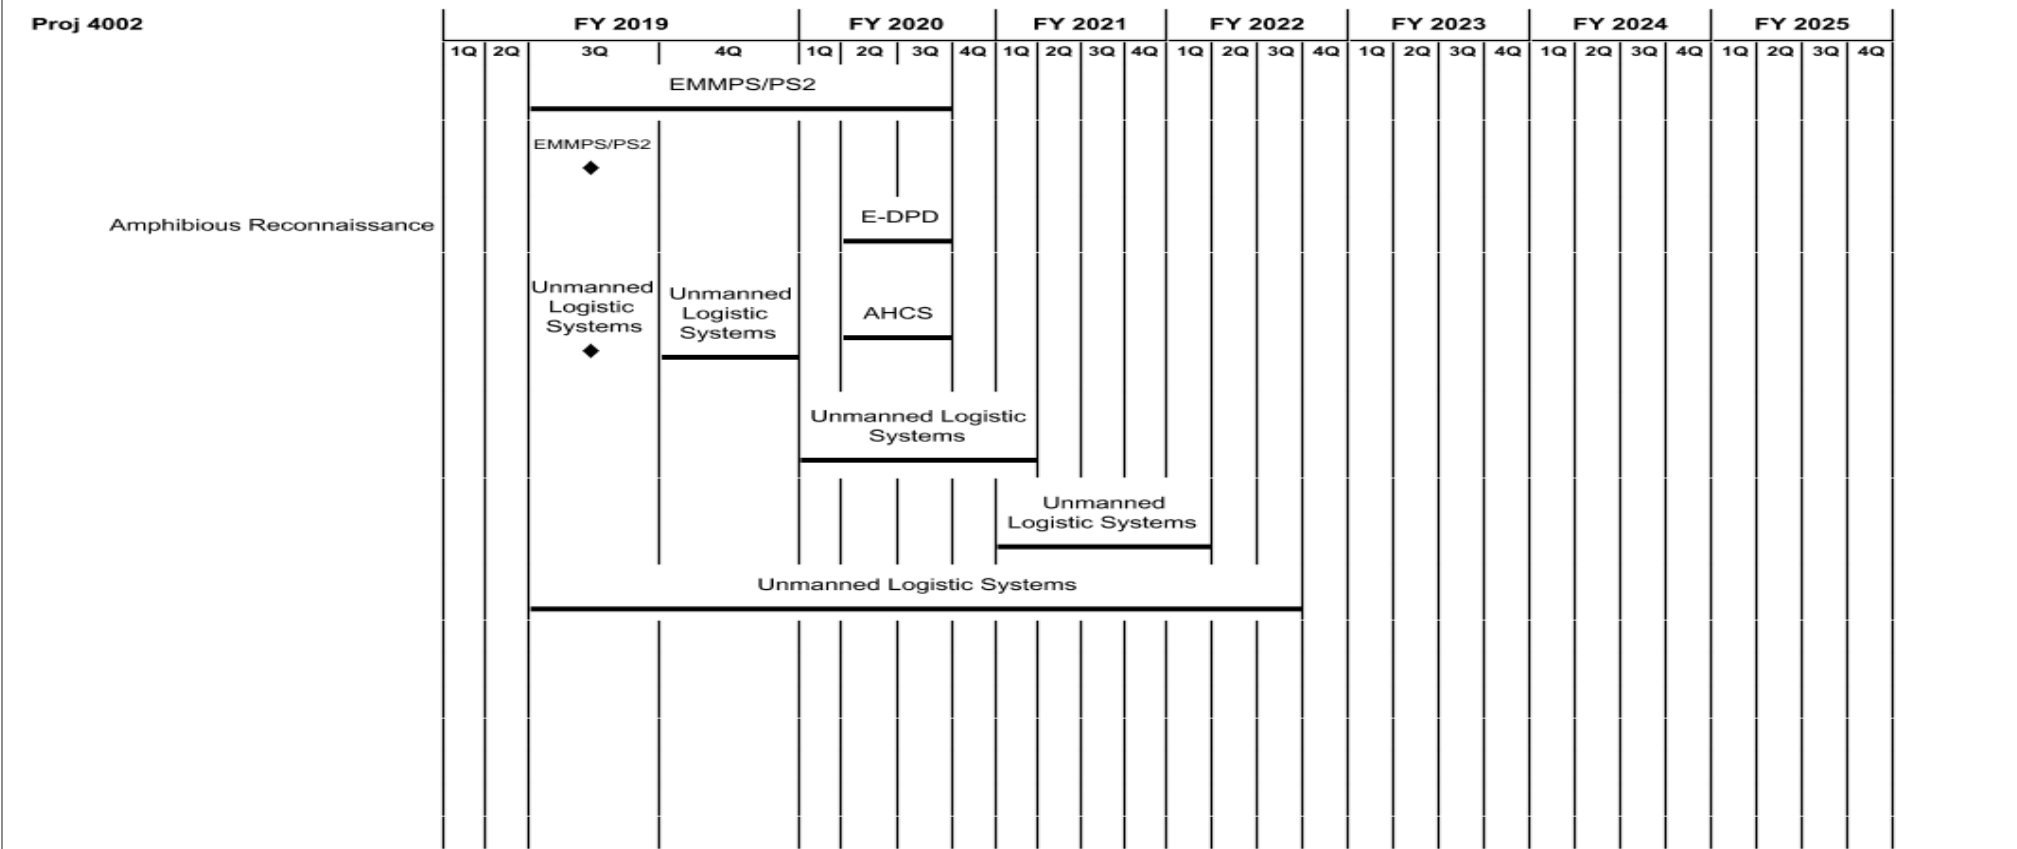 Proj 4002 FY 2019 FY 2020 FY 2021 FY 2022 FY 2023 FY 2024 FY 2025
1Q 2Q 3Q 4Q 1Q 2Q 3Q 4Q 1Q 2Q 3Q 4Q 1Q 2Q 3Q 4Q 1Q 2Q 3Q 4Q 1Q 2Q 3Q 4Q 1Q 2Q 3Q 4Q
EMMPS/PS2
EMMPS/PS2
E-DPD
Amphibious Reconnaissance
Unmanned
Logistic
Systems
Unmanned
Logistic
Systems
AHCS
Unmanned Logistic
Systems
Unmanned
Logistic Systems
Unmanned Logistic Systems